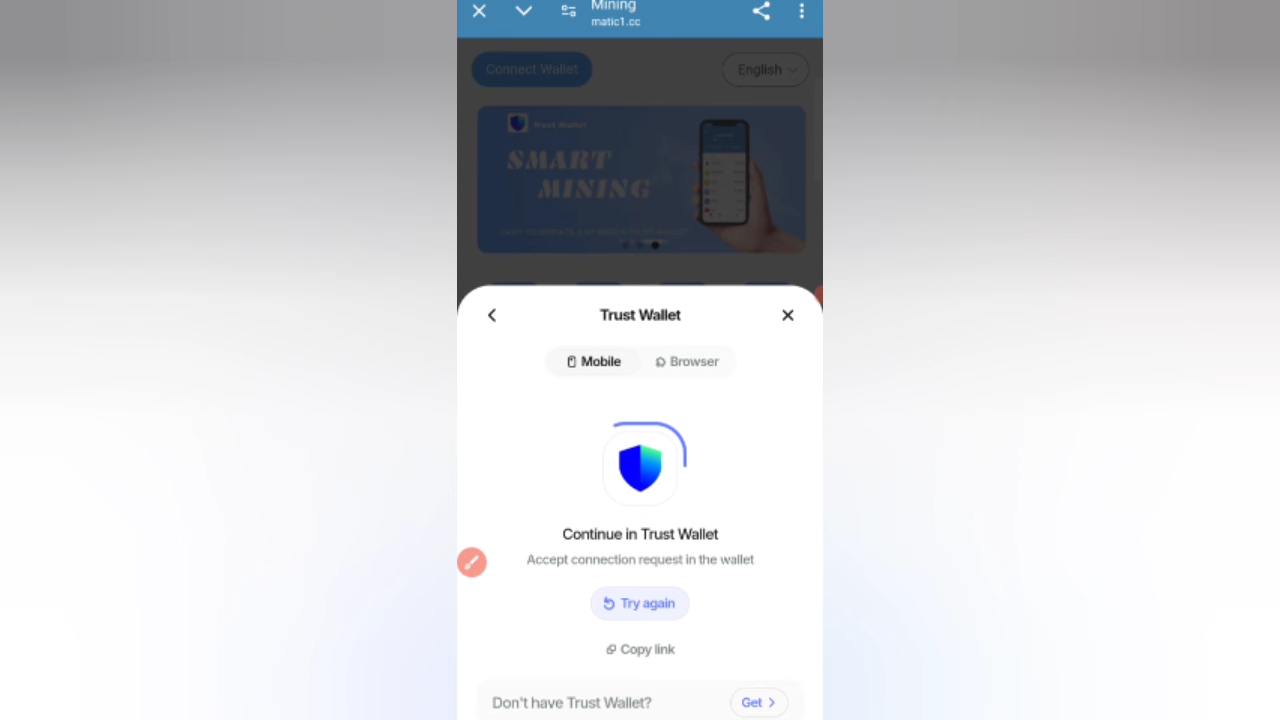 Mining
matic1.cc
Connect Wallet
English
Trust Wallet
SMART
MINING
Trust Wallet
Mobile
Browser
Continue in Trust Wallet
Accept connection request in the wallet
Try again
Copy link
Don't have Trust Wallet?
Get